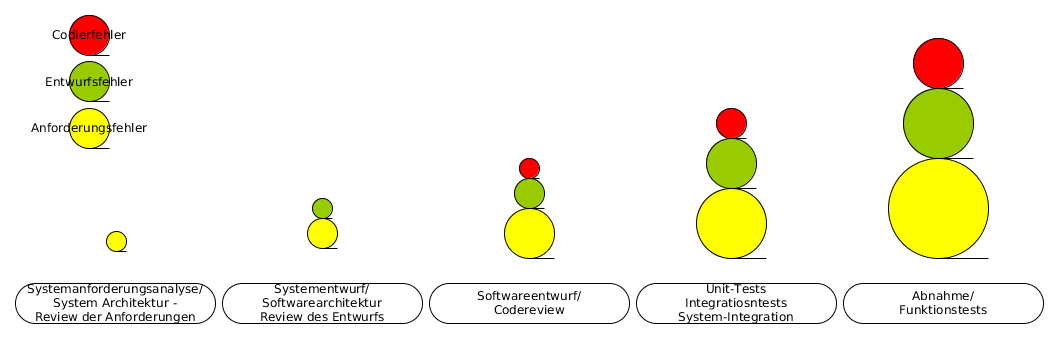 Codierfehler
Entwurfsfehler
Anforderungsfehler
Systemanforderungsanalyse/
System Architektur -
Review der Anforderungen
Systementwurf/
Softwarearchitektur
Review des Entwurfs
Softwareentwurf/
Codereview
Unit-Tests
Integratiosntests
System-Integration
Abnahme/
Funktionstests